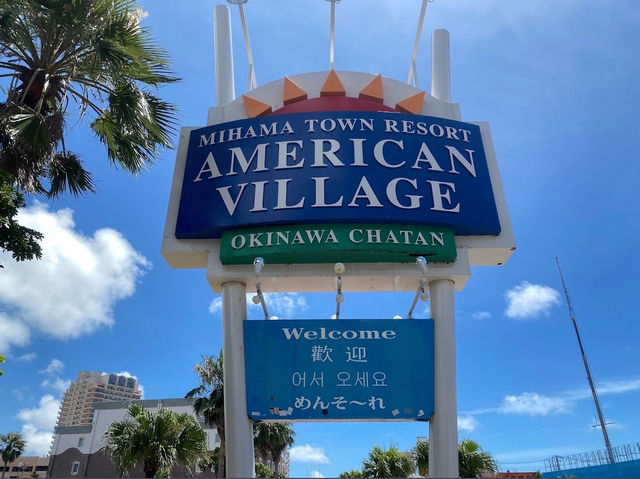 MIHAMA TOWN RESORT
AMERICAN
VILLAGE
OKINAWA CHATAN
Welcome
歡迎
어서 오세요
めんそ〜れ